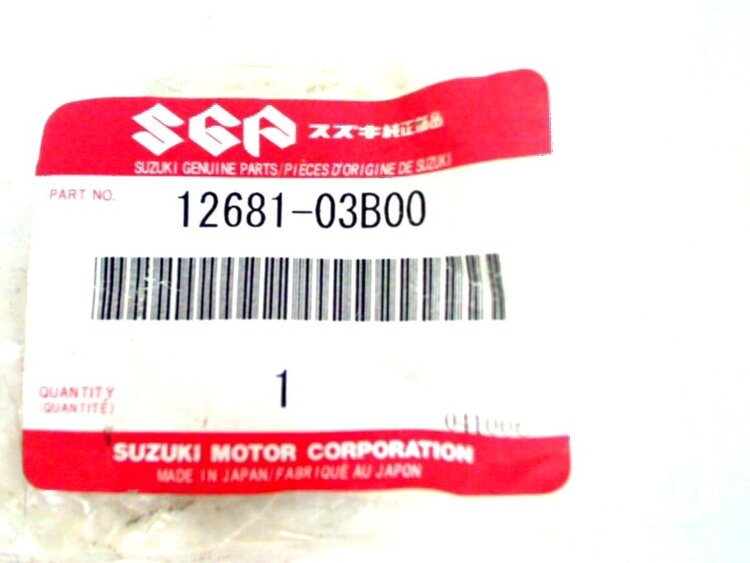 SGP スズキ純正部品
SUZUKI GENUINE PARTS/PIÈCES D'ORIGINE DE SUZUKI
PART NO. 12681-03B00
1
QUANTITY
(QUANTITÉ)
SUZUKI MOTOR CORPORATION
MADE IN JAPAN/FABRIQUÉ AU JAPON